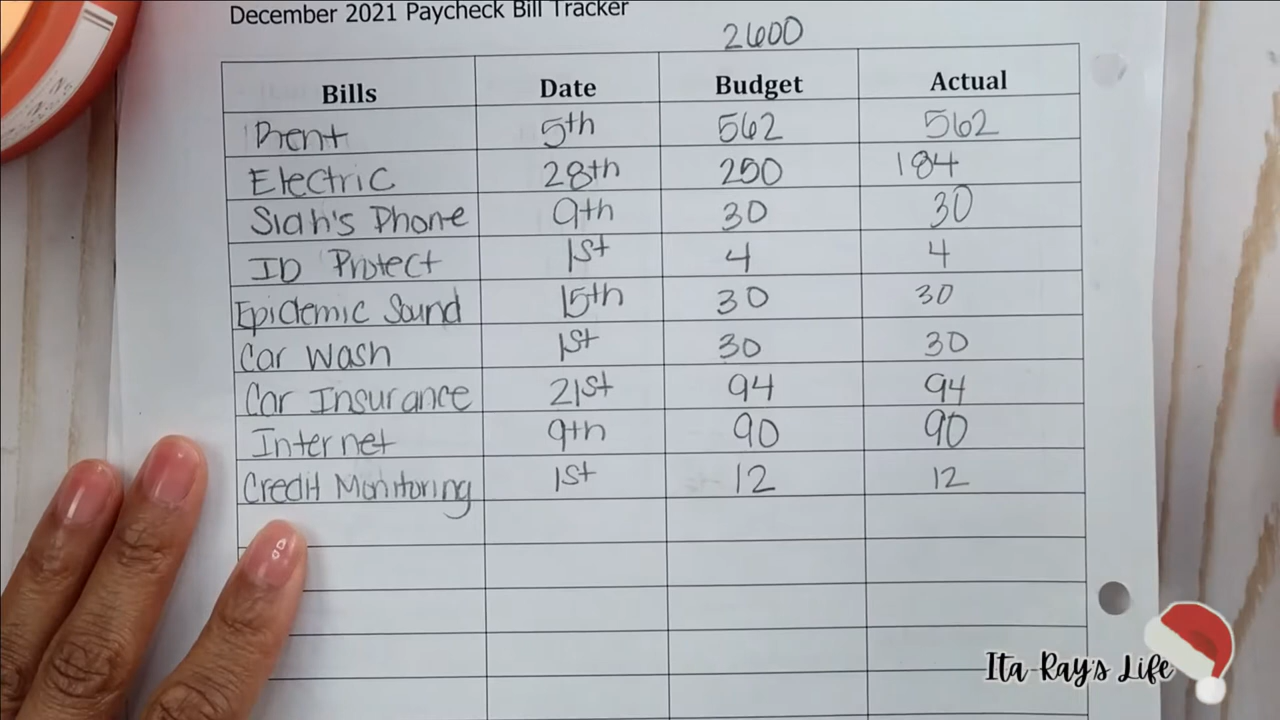 December 2021 Paycheck Bill Tracker
2600
Bills Date Budget Actual
Rent 5th 562 562
Electric 28th 250 184
Siah's Phone 9th 30 30
ID Protect 1st 4 4
Epidemic Sound 15th 30 30
Car Wash 1st 30 30
Car Insurance 21st 94 94
Internet 9th 90 90
Credit Monitoring 1st 12 12
Ita-Ray's Life